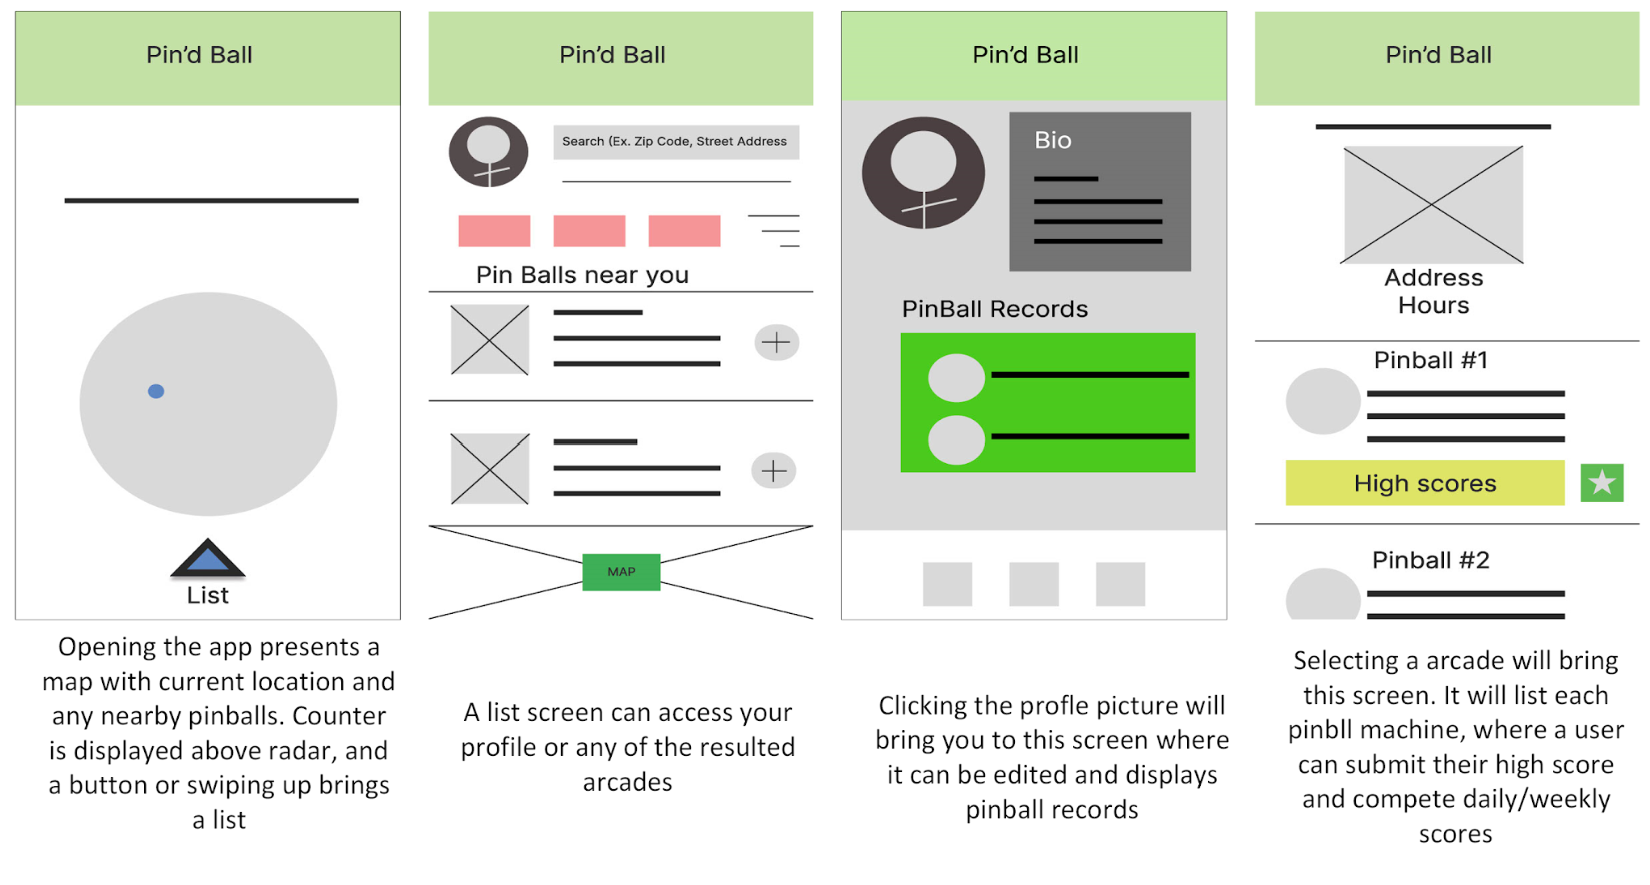 Pin’d Ball
List
Opening the app presents a
map with current location and
any nearby pinballs. Counter
is displayed above radar, and
a button or swiping up brings
a list
Pin’d Ball
Search (Ex. Zip Code, Street Address
Pin Balls near you
MAP
A list screen can access your
profile or any of the resulted
arcades
Pin’d Ball
Bio
PinBall Records
Clicking the profle picture will
bring you to this screen where
it can be edited and displays
pinball records
Pin’d Ball
Address
Hours
Pinball #1
High scores
Pinball #2
Selecting a arcade will bring
this screen. It will list each
pinbll machine, where a user
can submit their high score
and compete daily/weekly
scores